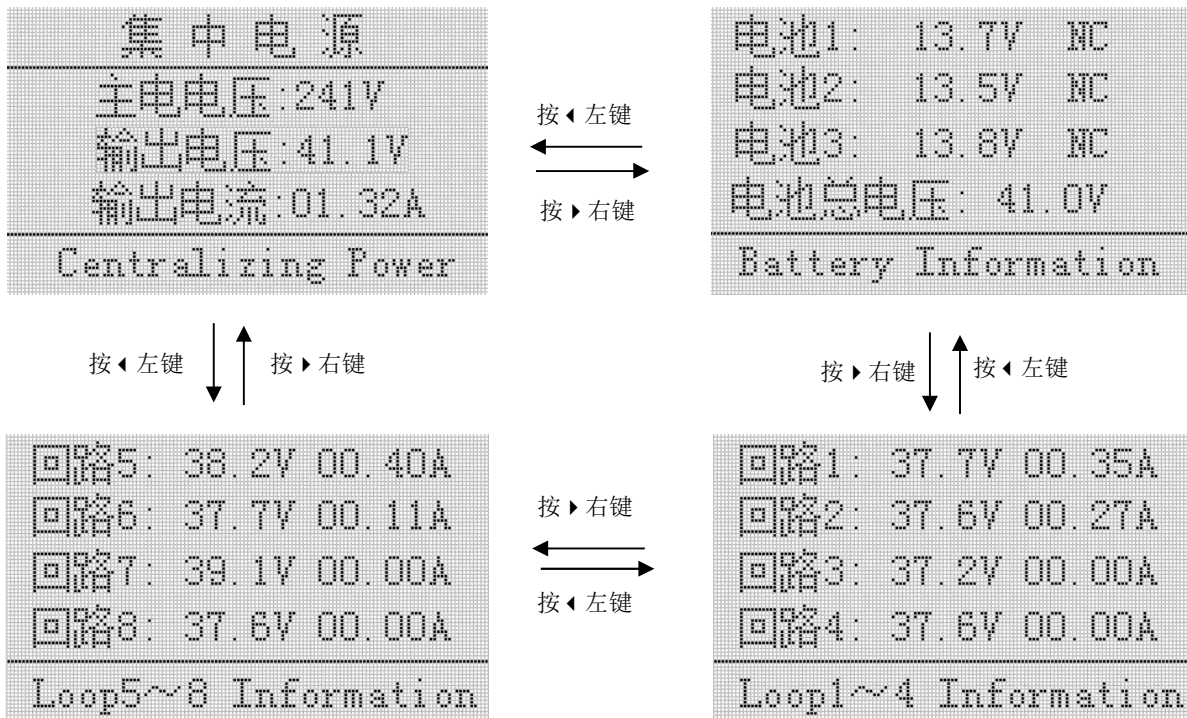 集中电源
主电电压:241V
输出电压:41.1V
输出电流:01.32A
Centralizing Power
按◀左键
按▶右键
电池1: 13.7V NC
电池2: 13.5V NC
电池3: 13.8V NC
电池总电压: 41.0V
Battery Information
按◀左键
按▶右键
按▶右键
按◀左键
回路5: 38.2V 00.40A
回路6: 37.7V 00.11A
回路7: 39.1V 00.00A
回路8: 37.6V 00.00A
Loop5~8 Information
按▶右键
按◀左键
回路1: 37.7V 00.35A
回路2: 37.6V 00.27A
回路3: 37.2V 00.00A
回路4: 37.6V 00.00A
Loop1~4 Information